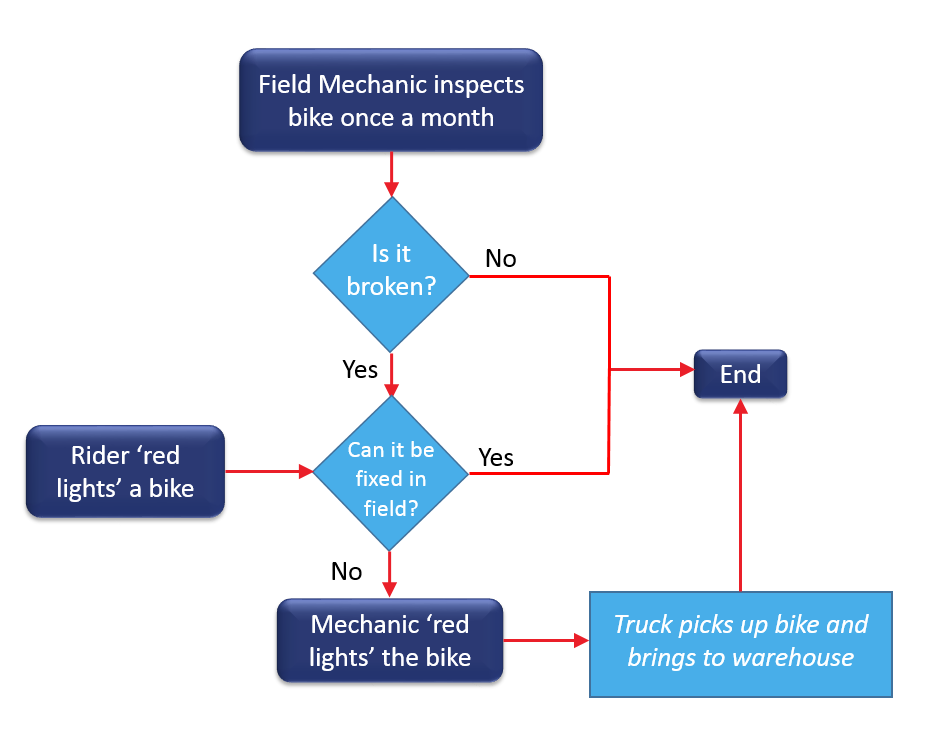 Field Mechanic inspects
bike once a month
Is it
broken?
No
Yes
End
Rider ‘red
lights’ a bike
Can it be
fixed in
field?
Yes
No
Mechanic ‘red
lights’ the bike
Truck picks up bike and
brings to warehouse